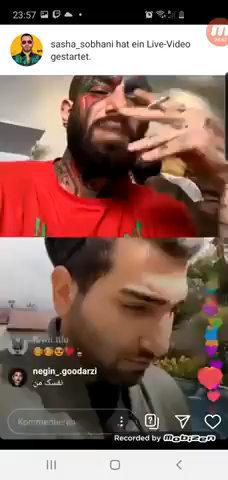 23:57
sasha_sobhani hat ein Live-Video
gestartet.
negin_.goodarzi
نفسک من
Kommentieren
Recorded by mobizen